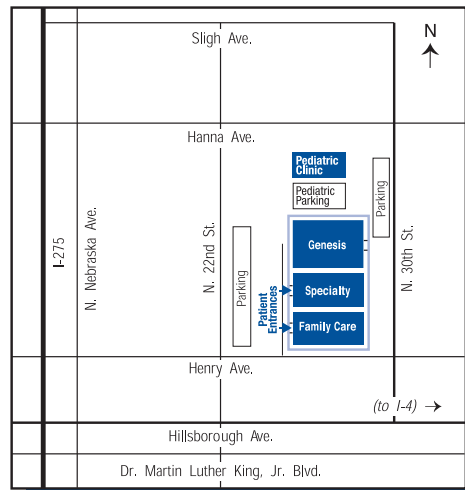 Sligh Ave.
N
Hanna Ave.
Pediatric
Clinic
Pediatric
Parking
Parking
Genesis
I-275
N. Nebraska Ave.
N. 22nd St.
Parking
Patient
Entrances
Specialty
Family Care
N. 30th St.
Henry Ave.
(to I-4) →
Hillsborough Ave.
Dr. Martin Luther King, Jr. Blvd.